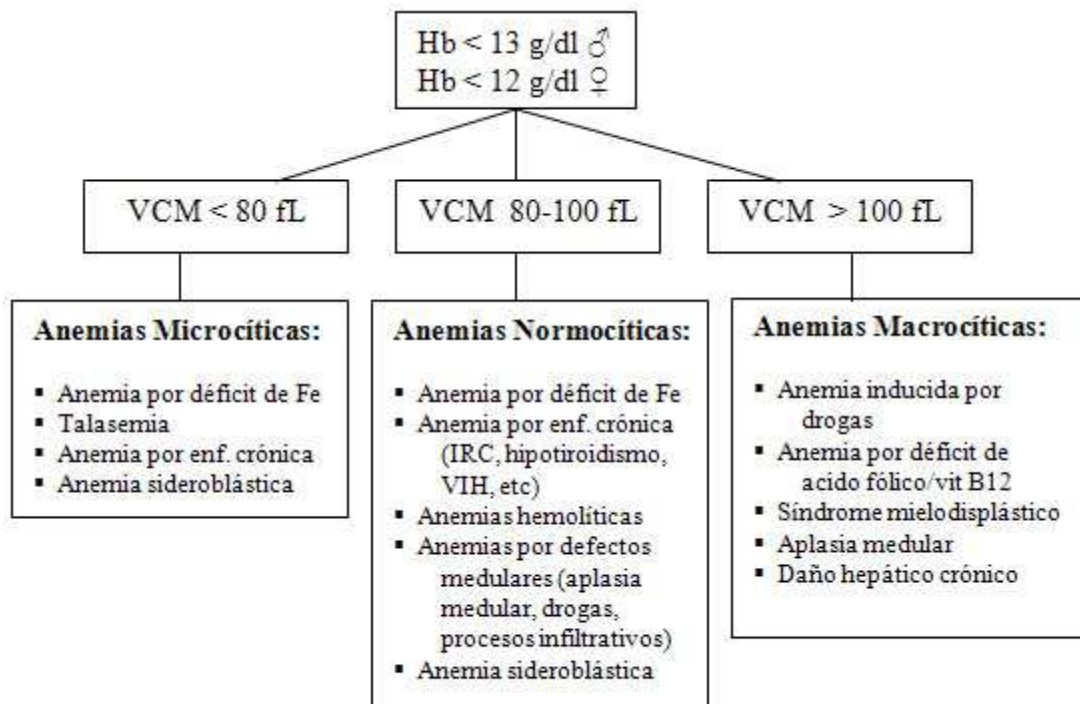 Hb < 13 g/dl ♂
Hb < 12 g/dl ♀
VCM < 80 fL
VCM 80-100 fL
VCM > 100 fL
Anemias Microcíticas:
▪ Anemia por déficit de Fe
▪ Talasemia
▪ Anemia por enf. crónica
▪ Anemia sideroblástica
Anemias Normocíticas:
▪ Anemia por déficit de Fe
▪ Anemia por enf. crónica
(IRC, hipotiroidismo,
VIH, etc)
▪ Anemias hemolíticas
▪ Anemias por defectos
medulares (aplasia
medular, drogas,
procesos infiltrativos)
▪ Anemia sideroblástica
Anemias Macrocíticas:
▪ Anemia inducida por
drogas
▪ Anemia por déficit de
acido fólico/vit B12
▪ Síndrome mielodisplástico
▪ Aplasia medular
▪ Daño hepático crónico